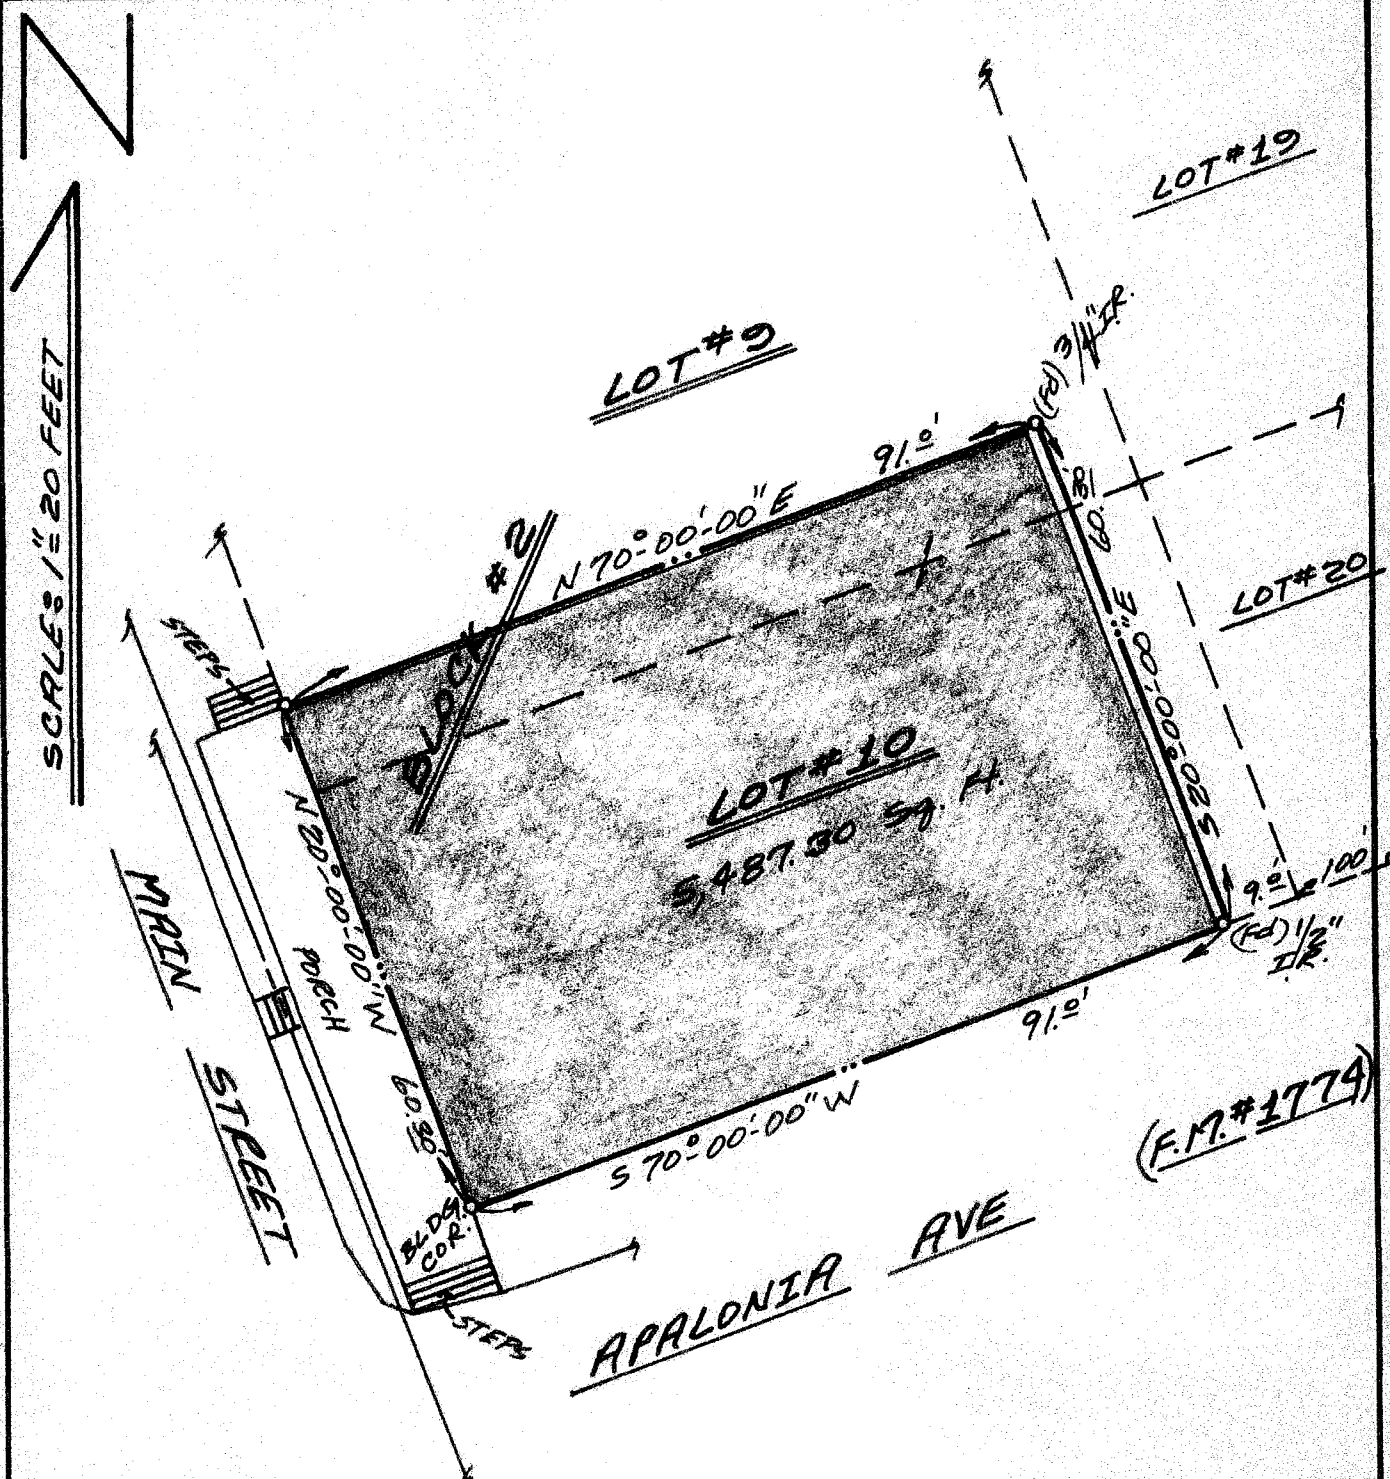 N
SCALE: 1"=20 FEET
LOT #19
LOT #9
(Fd) 3/4" I.R.
91.0'
N 70°-00'-00" E
60.30'
S 20°-00'-00" E
LOT #20
BLOCK #2
STEPS
LOT #10
5,487.30 Sq. ft.
N 20°-00'-00" W
60.30'
PORCH
MAIN STREET
9.0'
100'
(Fd) 1/2" I.R.
91.0'
S 70°-00'-00" W
(F.M. #1774)
BLDG. COR.
STEPS
APALONIA AVE